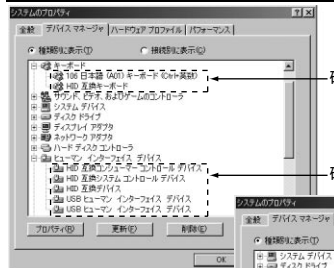 システムのプロパティ
全般 デバイス マネージャ ハードウェア プロファイル パフォーマンス
種類別に表示(T) 接続別に表示(C)
キーボード
106 日本語 (A01) キーボード (Ctrl+英数)
HID 互換キーボード
サウンド、ビデオ、およびゲームのコントローラ
システム デバイス
ディスク ドライブ
ディスプレイ アダプタ
ネットワーク アダプタ
ハード ディスク コントローラ
ヒューマン インターフェイス デバイス
HID 互換コンシューマー コントロール デバイス
HID 互換システム コントロール デバイス
HID 互換デバイス
USB ヒューマン インターフェイス デバイス
USB ヒューマン インターフェイス デバイス
プロパティ(R) 更新(F) 削除(E)
OK
システムのプロパティ
全般 デバイス マネージャ
種類別に表示(T)
システム デバイス
ディスク ドライブ